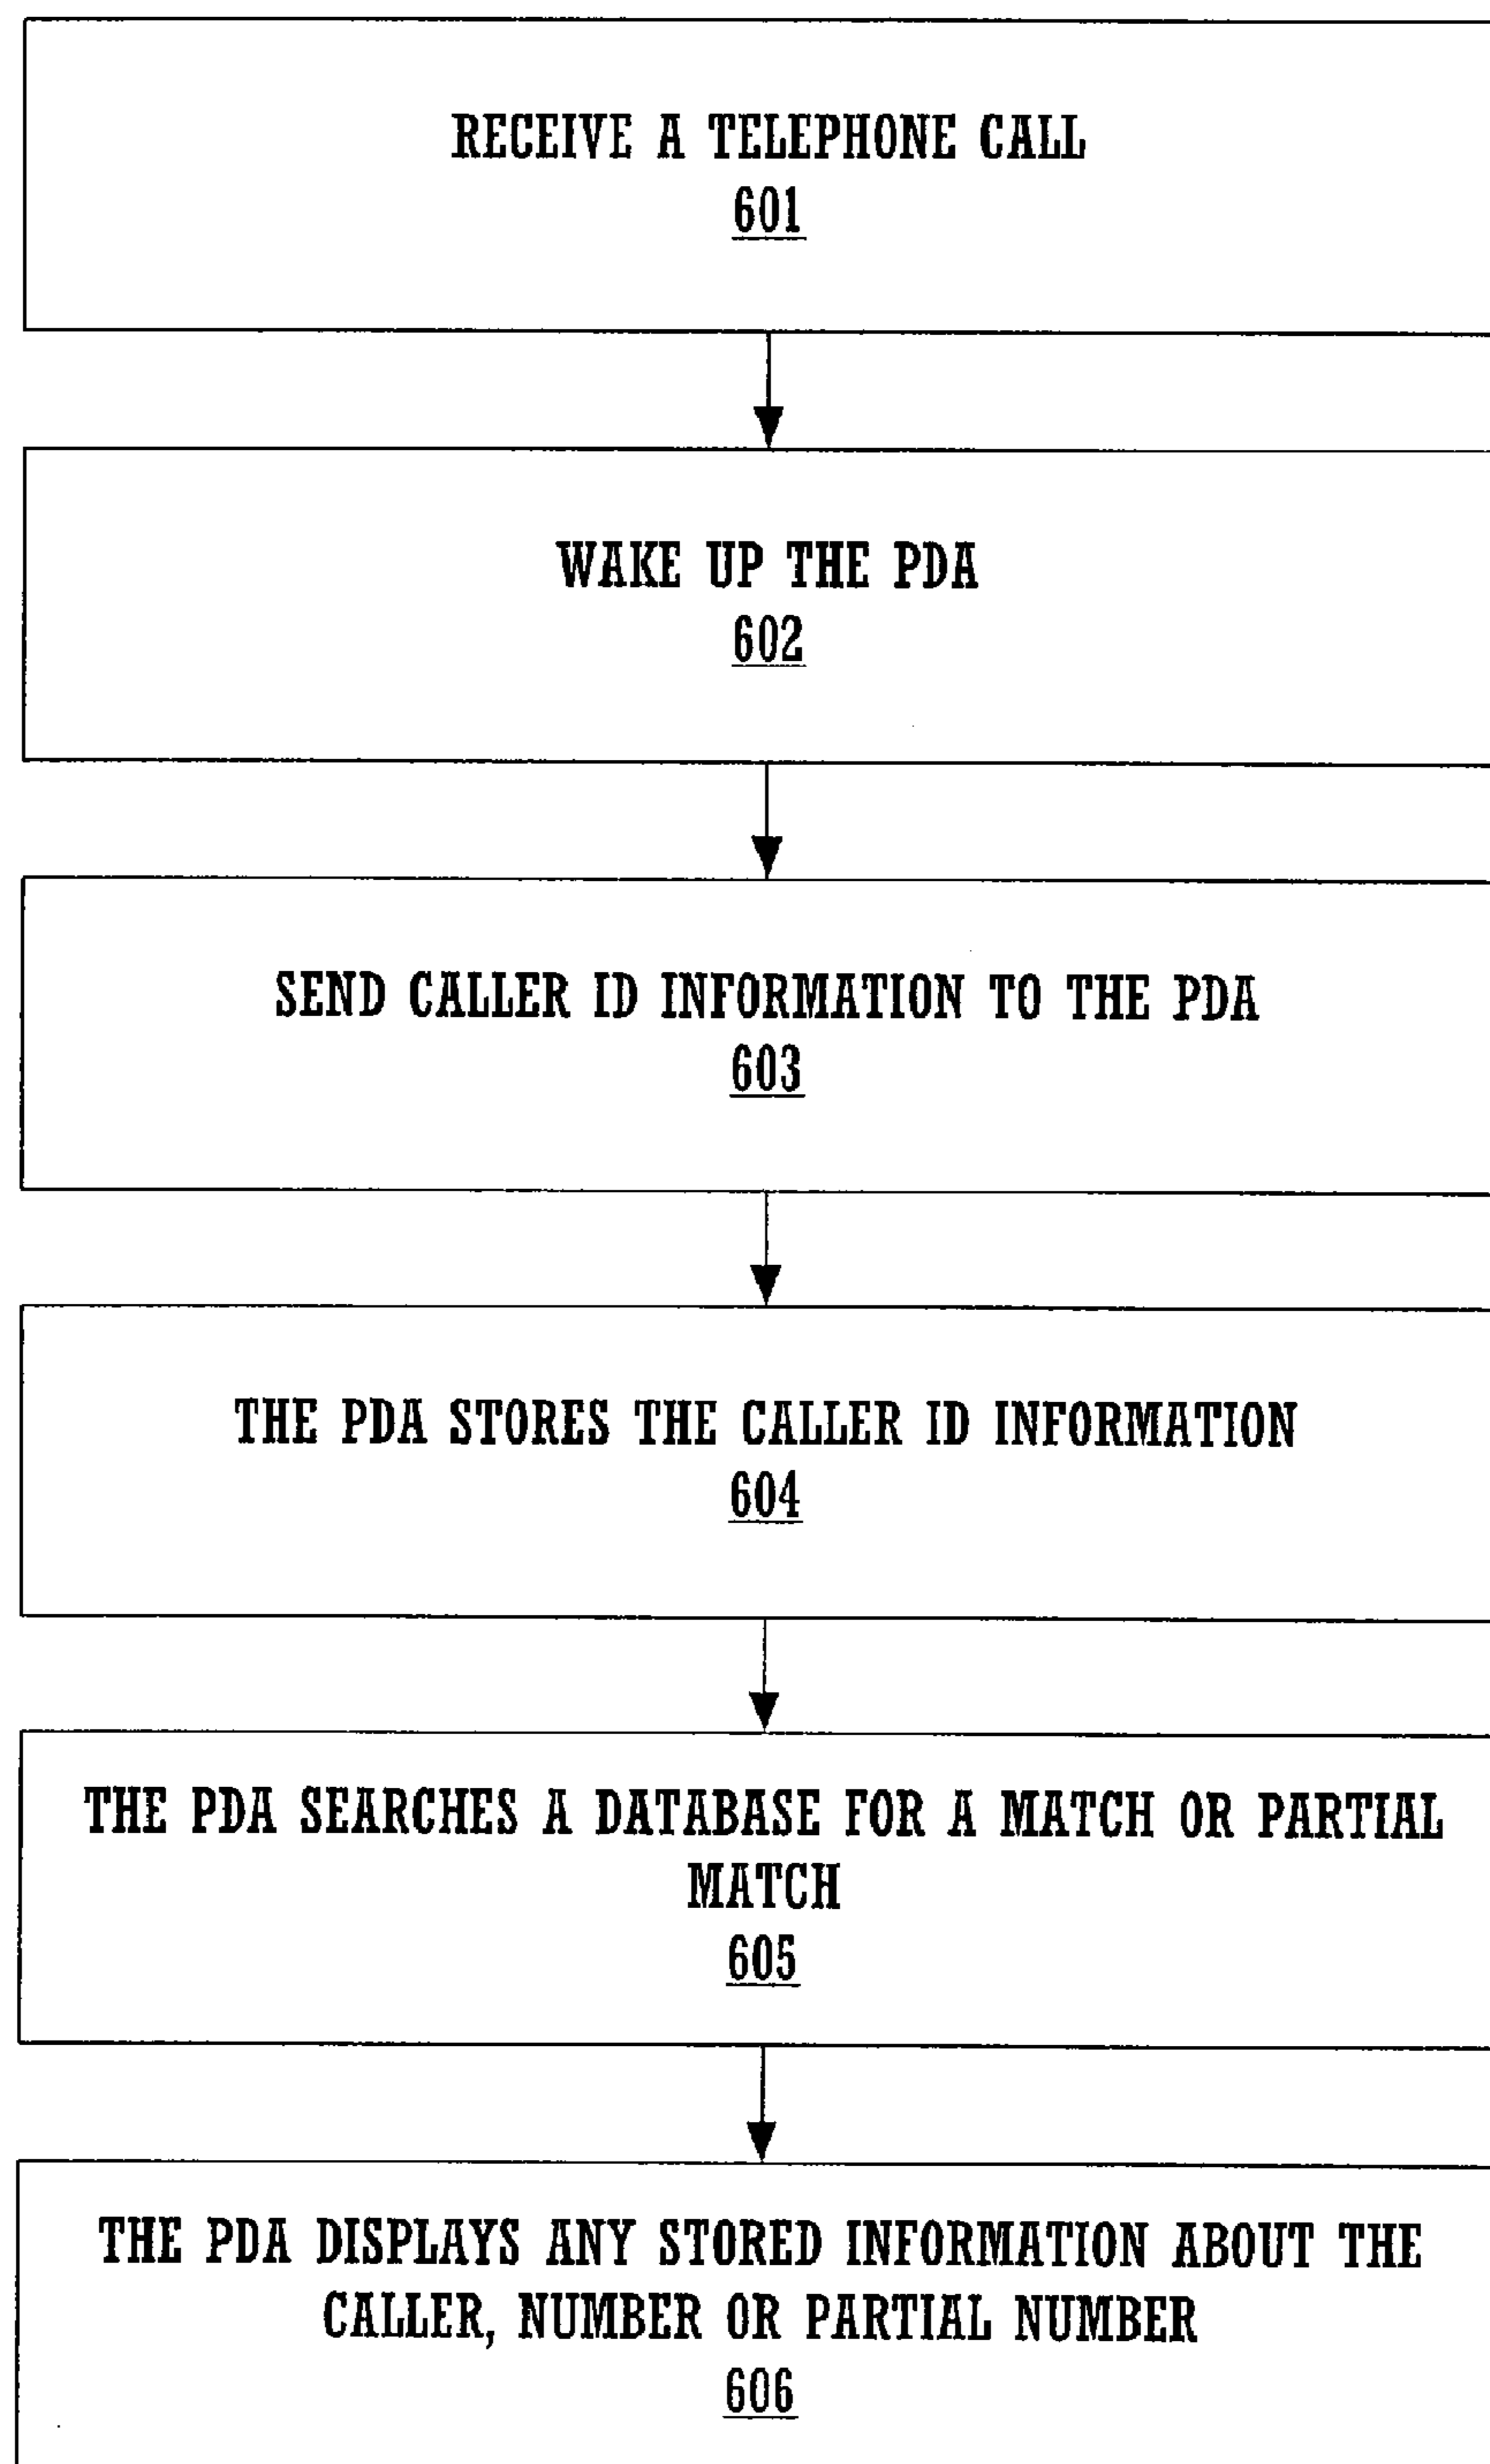 RECEIVE A TELEPHONE CALL
601
WAKE UP THE PDA
602
SEND CALLER ID INFORMATION TO THE PDA
603
THE PDA STORES THE CALLER ID INFORMATION
604
THE PDA SEARCHES A DATABASE FOR A MATCH OR PARTIAL
MATCH
605
THE PDA DISPLAYS ANY STORED INFORMATION ABOUT THE
CALLER, NUMBER OR PARTIAL NUMBER
606